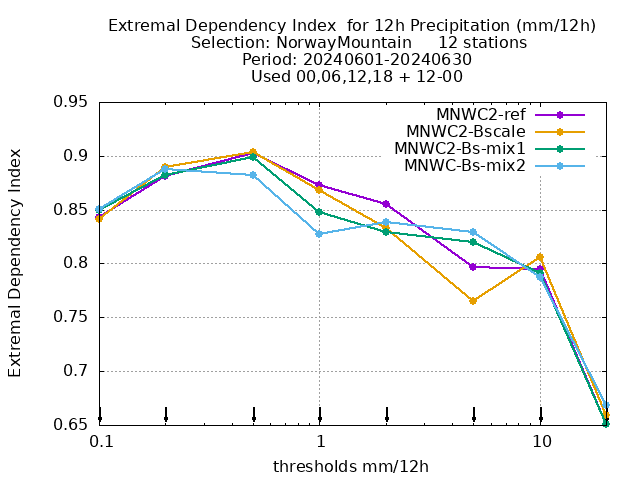 Extremal Dependency Index  for 12h Precipitation (mm/12h)
Selection: NorwayMountain     12 stations
Period: 20240601-20240630
Used 00,06,12,18 + 12-00
MNWC2-ref
MNWC2-Bscale
MNWC2-Bs-mix1
MNWC-Bs-mix2
Extremal Dependency Index
0.95
0.9
0.85
0.8
0.75
0.7
0.65
0.1 1 10
thresholds mm/12h